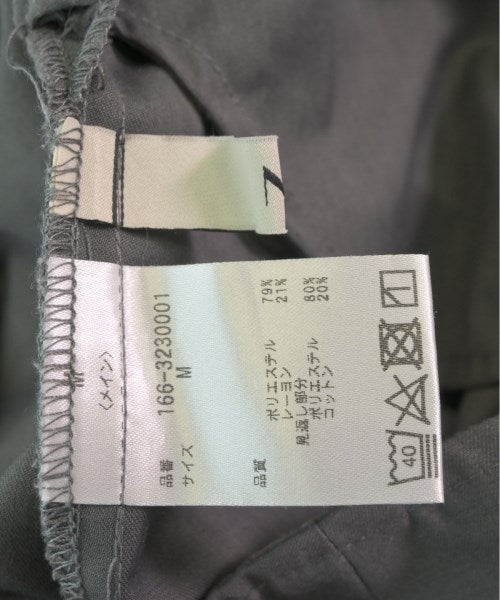 〈メイン〉
品番 166-3230001
サイズ M
品質
ポリエステル 79%
レーヨン 21%
見返し部分
ポリエステル 80%
コットン 20%
40